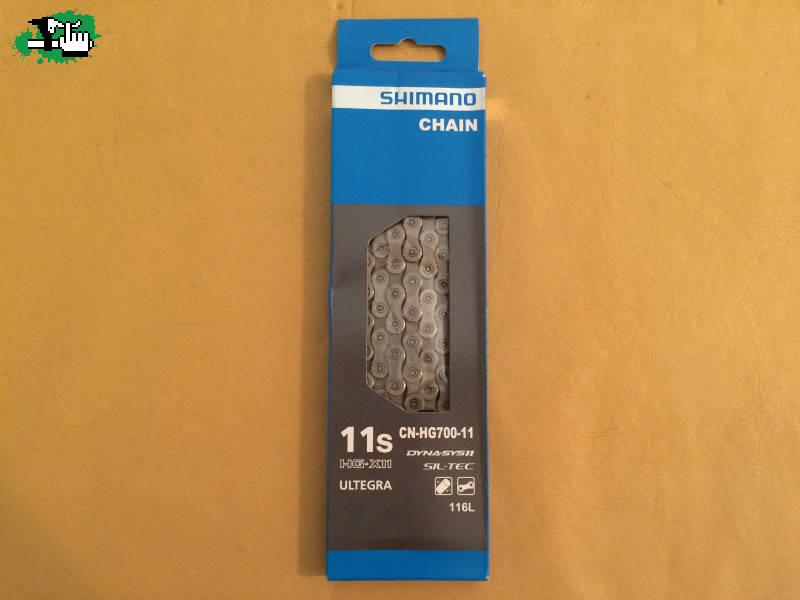 SHIMANO
CHAIN
11s CN-HG700-11
HG-X11 DYNA-SYS11
SIL-TEC
ULTEGRA
116L